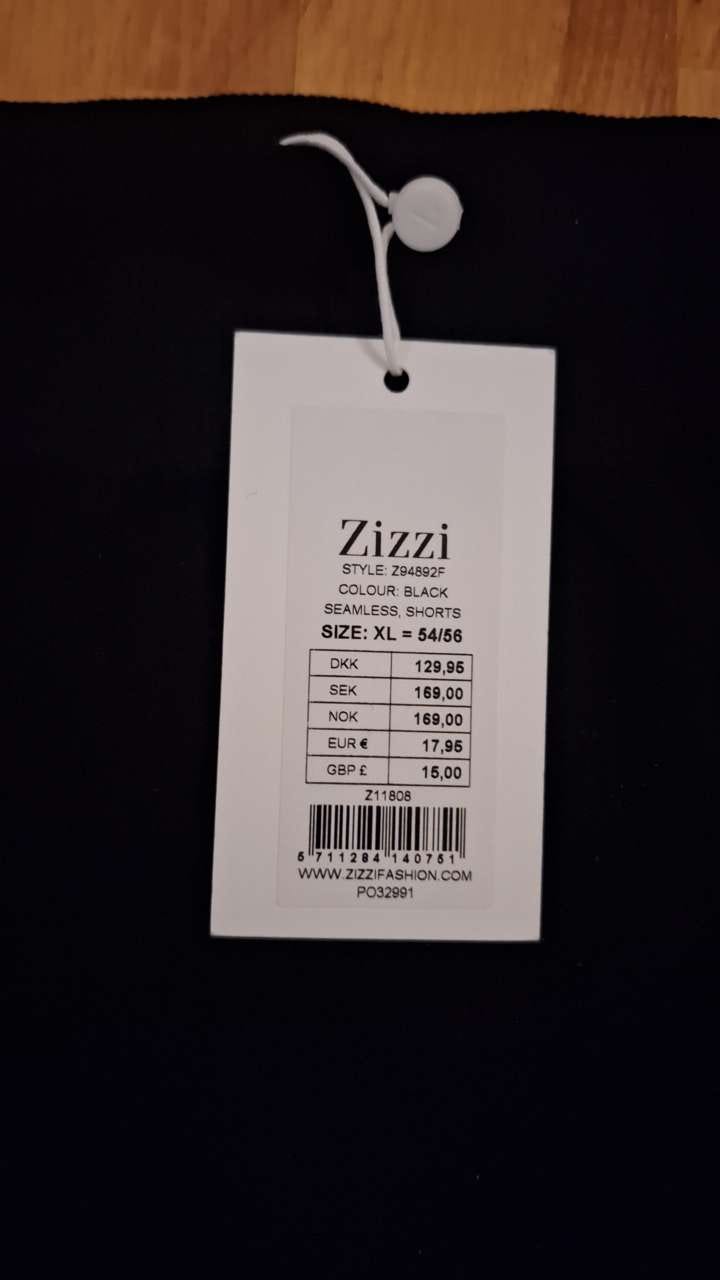 Zizzi
STYLE: Z94892F
COLOUR: BLACK
SEAMLESS, SHORTS
SIZE: XL = 54/56
DKK 129,95
SEK 169,00
NOK 169,00
EUR € 17,95
GBP £ 15,00
Z11808
5 711284 140751
WWW.ZIZZIFASHION.COM
PO32991